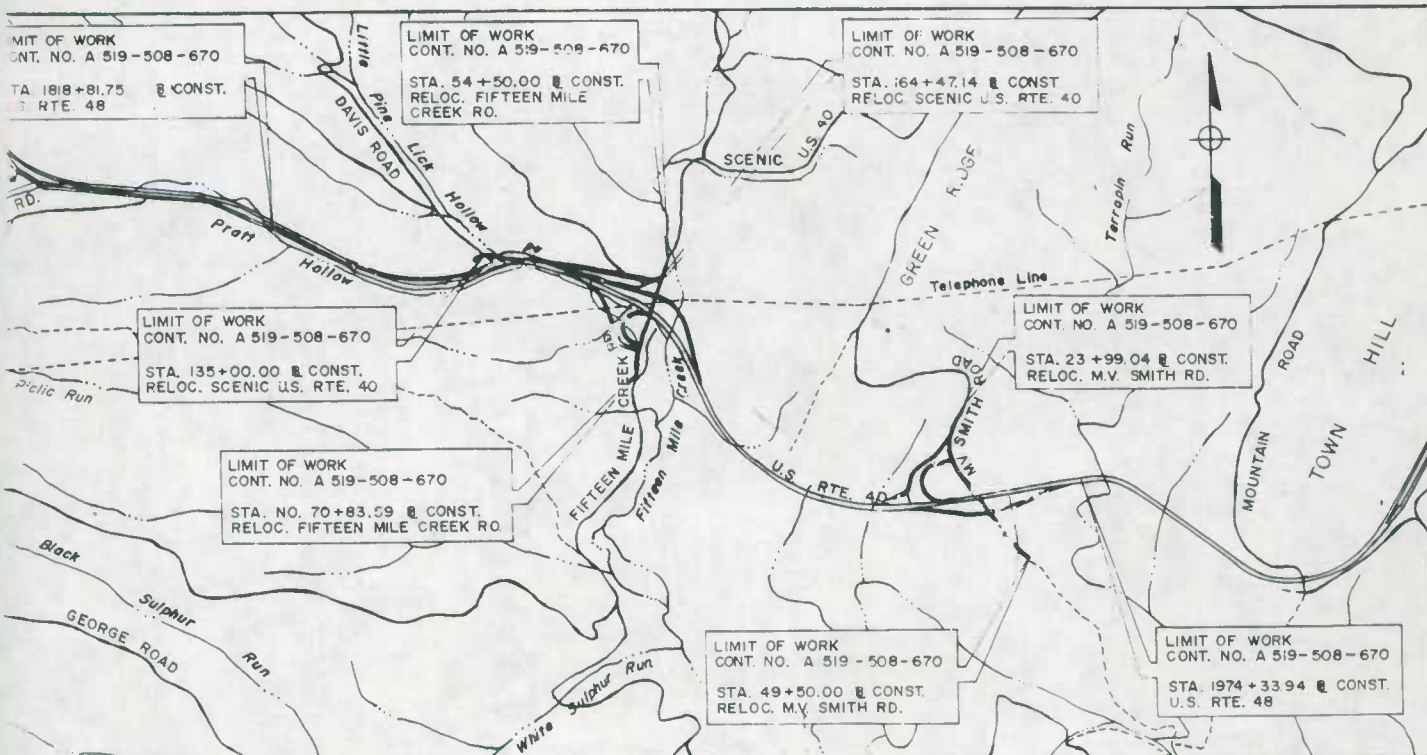 LIMIT OF WORK
CONT. NO. A 519-508-670
STA. 54+50.00 ℄ CONST.
RELOC. FIFTEEN MILE
CREEK RO.
LIMIT OF WORK
CONT. NO. A 519-508-670
STA. 164+47.14 ℄ CONST
RELOC SCENIC U.S. RTE. 40
MIT OF WORK
NT. NO. A 519-508-670
TA. 1818+81.75 ℄ CONST.
S. RTE. 48
Little Pine Lick Hollow
DAVIS ROAD
SCENIC U.S. 40
GREEN RIDGE
Terrapin Run
RD.
Pratt Hollow
Telephone Line
LIMIT OF WORK
CONT. NO. A 519-508-670
STA. 135+00.00 ℄ CONST.
RELOC. SCENIC U.S. RTE. 40
LIMIT OF WORK
CONT. NO. A 519-508-670
STA. 23+99.04 ℄ CONST.
RELOC. M.V. SMITH RD.
Piclic Run
FIFTEEN MILE CREEK RD.
Fifteen Mile Creek
M.V. SMITH ROAD
MOUNTAIN ROAD
TOWN HILL
U.S. RTE. 40
LIMIT OF WORK
CONT. NO. A 519-508-670
STA. NO. 70+83.59 ℄ CONST.
RELOC. FIFTEEN MILE CREEK RO.
Black Sulphur Run
GEORGE ROAD
White Sulphur Run
LIMIT OF WORK
CONT. NO. A 519-508-670
STA. 49+50.00 ℄ CONST.
RELOC. M.V. SMITH RD.
LIMIT OF WORK
CONT. NO. A 519-508-670
STA. 1974+33.94 ℄ CONST.
U.S. RTE. 48